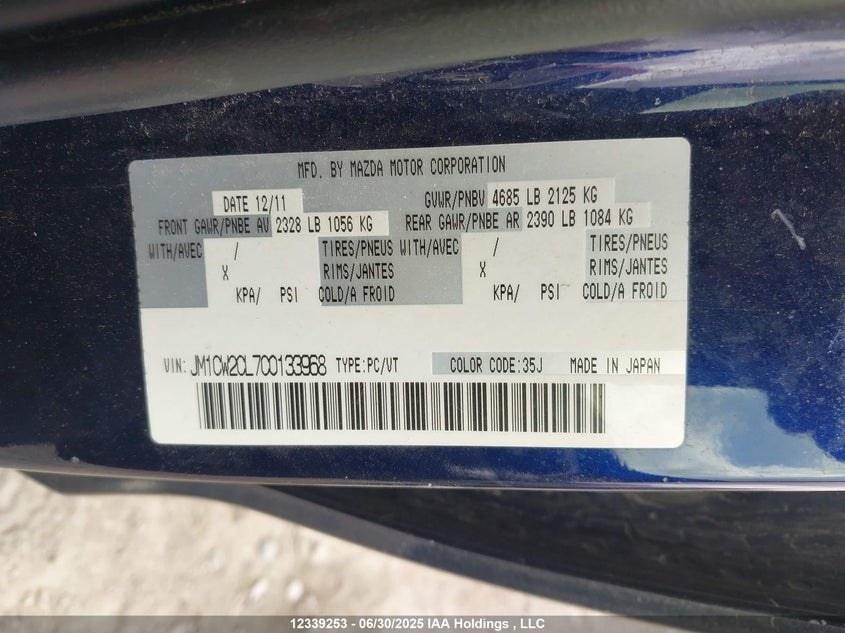 MFD. BY MAZDA MOTOR CORPORATION
DATE 12/11 GVWR/PNBV 4685 LB 2125 KG
FRONT GAWR/PNBE AV 2328 LB 1056 KG REAR GAWR/PNBE AR 2390 LB 1084 KG
WITH/AVEC / TIRES/PNEUS WITH/AVEC / TIRES/PNEUS
X RIMS/JANTES X RIMS/JANTES
KPA/ PSI COLD/A FROID KPA/ PSI COLD/A FROID
VIN: JM1CW2CL7C0133968 TYPE:PC/VT COLOR CODE:35J MADE IN JAPAN
12339253 - 06/30/2025 IAA Holdings , LLC